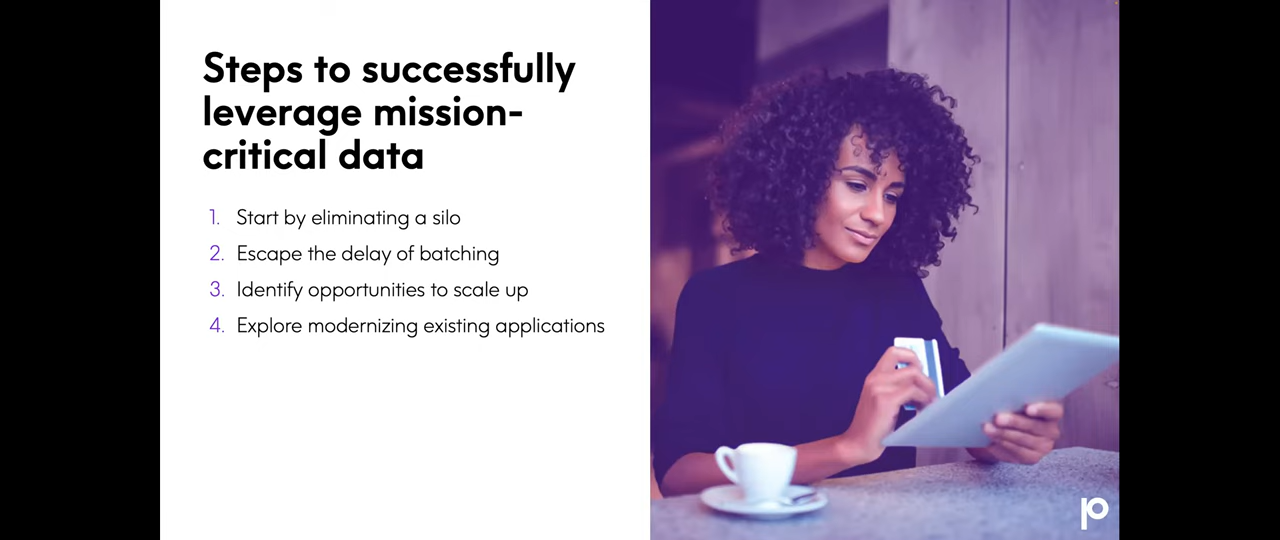 Steps to successfully
leverage mission-
critical data
1. Start by eliminating a silo
2. Escape the delay of batching
3. Identify opportunities to scale up
4. Explore modernizing existing applications